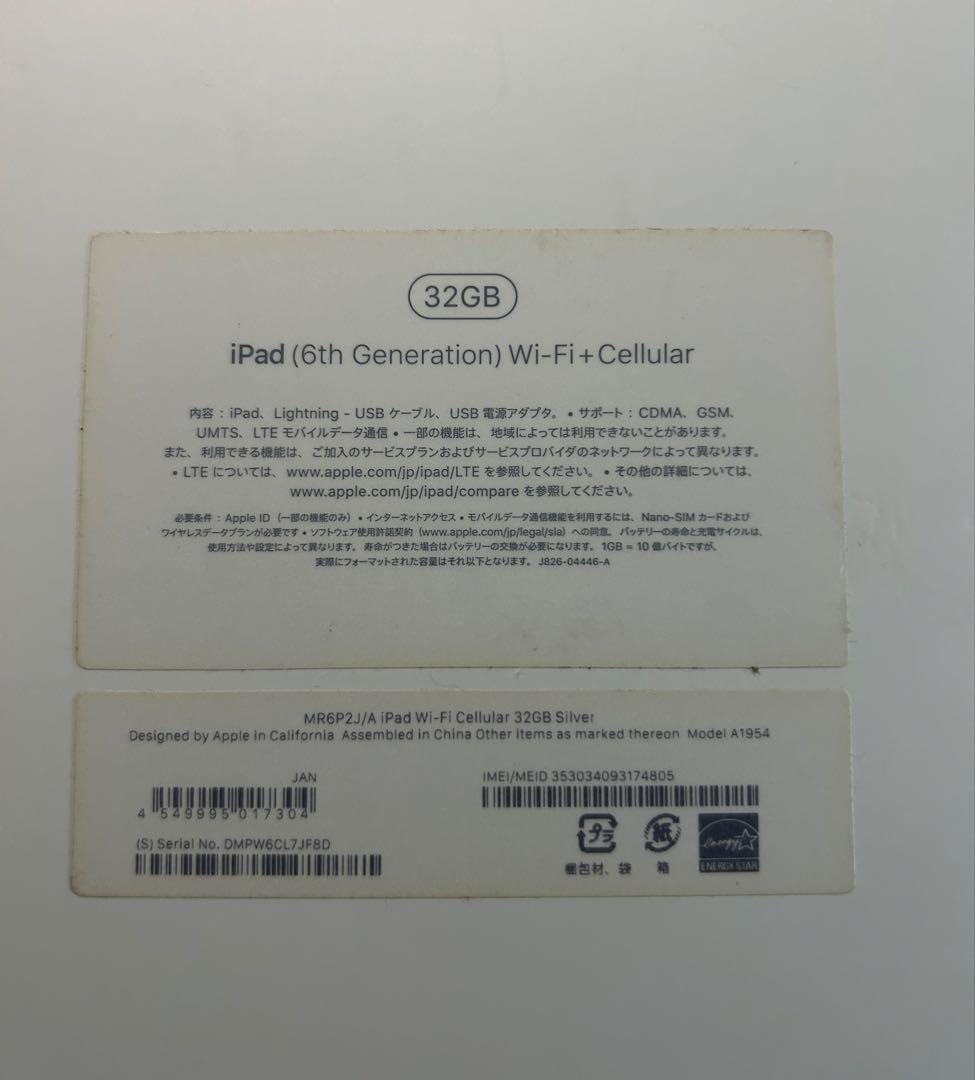 32GB
iPad (6th Generation) Wi-Fi + Cellular
内容：iPad、Lightning - USB ケーブル、USB 電源アダプタ。• サポート：CDMA、GSM、
UMTS、LTE モバイルデータ通信 • 一部の機能は、地域によっては利用できないことがあります。
また、利用できる機能は、ご加入のサービスプランおよびサービスプロバイダのネットワークによって異なります。
• LTE については、www.apple.com/jp/ipad/LTE を参照してください。• その他の詳細については、
www.apple.com/jp/ipad/compare を参照してください。
必要条件：Apple ID（一部の機能のみ）• インターネットアクセス • モバイルデータ通信機能を利用するには、Nano-SIM カードおよび
ワイヤレスデータプランが必要です • ソフトウェア使用許諾契約（www.apple.com/jp/legal/sla）への同意。バッテリーの寿命と充電サイクルは、
使用方法や設定によって異なります。寿命がつきた場合はバッテリーの交換が必要になります。1GB = 10 億バイトですが、
実際にフォーマットされた容量はそれ以下となります。J826-04446-A
MR6P2J/A iPad Wi-Fi Cellular 32GB Silver
Designed by Apple in California Assembled in China Other items as marked thereon Model A1954
JAN
4 549995 017304
IMEI/MEID 353034093174805
(S) Serial No. DMPW6CL7JF8D
プラ
紙
energy
ENERGY STAR
梱包材、袋
箱